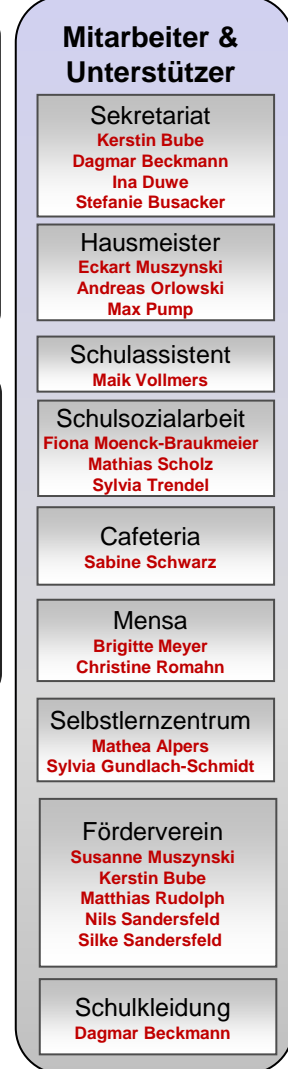 Mitarbeiter &
Unterstützer
Sekretariat
Kerstin Bube
Dagmar Beckmann
Ina Duwe
Stefanie Busacker
Hausmeister
Eckart Muszynski
Andreas Orlowski
Max Pump
Schulassistent
Maik Vollmers
Schulsozialarbeit
Fiona Moenck-Braukmeier
Mathias Scholz
Sylvia Trendel
Cafeteria
Sabine Schwarz
Mensa
Brigitte Meyer
Christine Romahn
Selbstlernzentrum
Mathea Alpers
Sylvia Gundlach-Schmidt
Förderverein
Susanne Muszynski
Kerstin Bube
Matthias Rudolph
Nils Sandersfeld
Silke Sandersfeld
Schulkleidung
Dagmar Beckmann